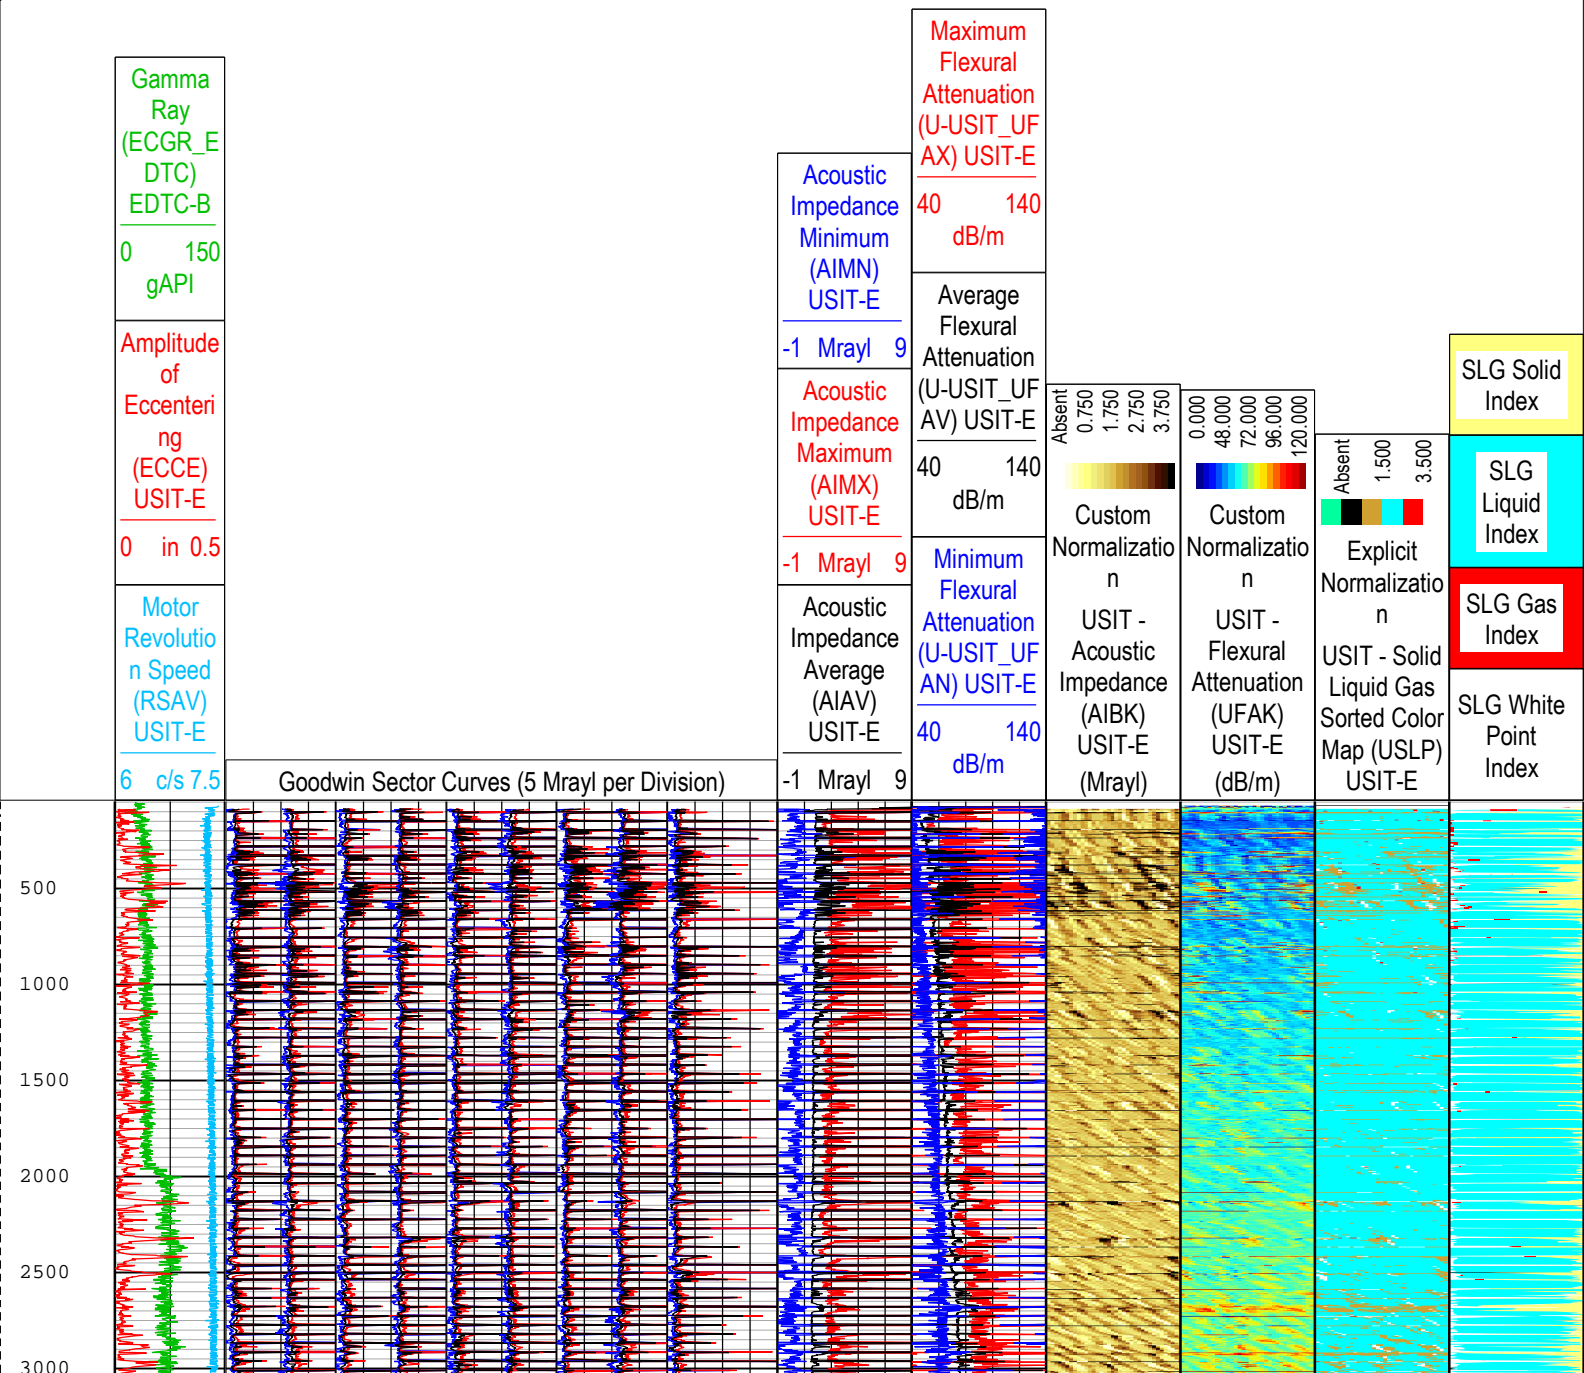 Gamma
Ray
(ECGR_E
DTC)
EDTC-B
0 150
gAPI
Amplitude
of
Eccenteri
ng
(ECCE)
USIT-E
0 in 0.5
Motor
Revolutio
n Speed
(RSAV)
USIT-E
6 c/s 7.5
Goodwin Sector Curves (5 Mrayl per Division)
Acoustic
Impedance
Minimum
(AIMN)
USIT-E
-1 Mrayl 9
Acoustic
Impedance
Maximum
(AIMX)
USIT-E
-1 Mrayl 9
Acoustic
Impedance
Average
(AIAV)
USIT-E
-1 Mrayl 9
Maximum
Flexural
Attenuation
(U-USIT_UF
AX) USIT-E
40 140
dB/m
Average
Flexural
Attenuation
(U-USIT_UF
AV) USIT-E
40 140
dB/m
Minimum
Flexural
Attenuation
(U-USIT_UF
AN) USIT-E
40 140
dB/m
Absent
0.750
1.750
2.750
3.750
Custom
Normalizatio
n
USIT -
Acoustic
Impedance
(AIBK)
USIT-E
(Mrayl)
0.000
48.000
72.000
96.000
120.000
Custom
Normalizatio
n
USIT -
Flexural
Attenuation
(UFAK)
USIT-E
(dB/m)
Absent
1.500
3.500
Explicit
Normalizatio
n
USIT - Solid
Liquid Gas
Sorted Color
Map (USLP)
USIT-E
SLG Solid
Index
SLG
Liquid
Index
SLG Gas
Index
SLG White
Point
Index
500
1000
1500
2000
2500
3000